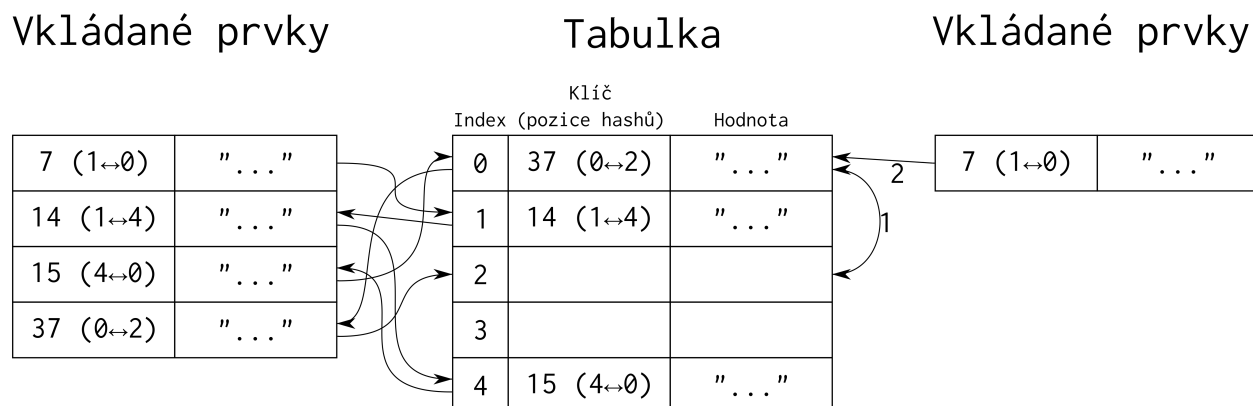 Vkládané prvky Tabulka Vkládané prvky
Klíč
Index (pozice hashů) Hodnota
7 (1↔0) "..." 0 37 (0↔2) "..." 2 7 (1↔0) "..."
14 (1↔4) "..." 1 14 (1↔4) "..." 1
15 (4↔0) "..." 2
37 (0↔2) "..." 3
4 15 (4↔0) "..."